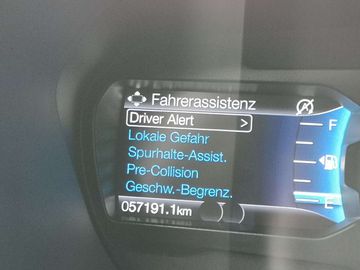 Fahrerassistenz
Driver Alert >
Lokale Gefahr
Spurhalte-Assist.
Pre-Collision
Geschw.-Begrenz.
057191.1km
F
E